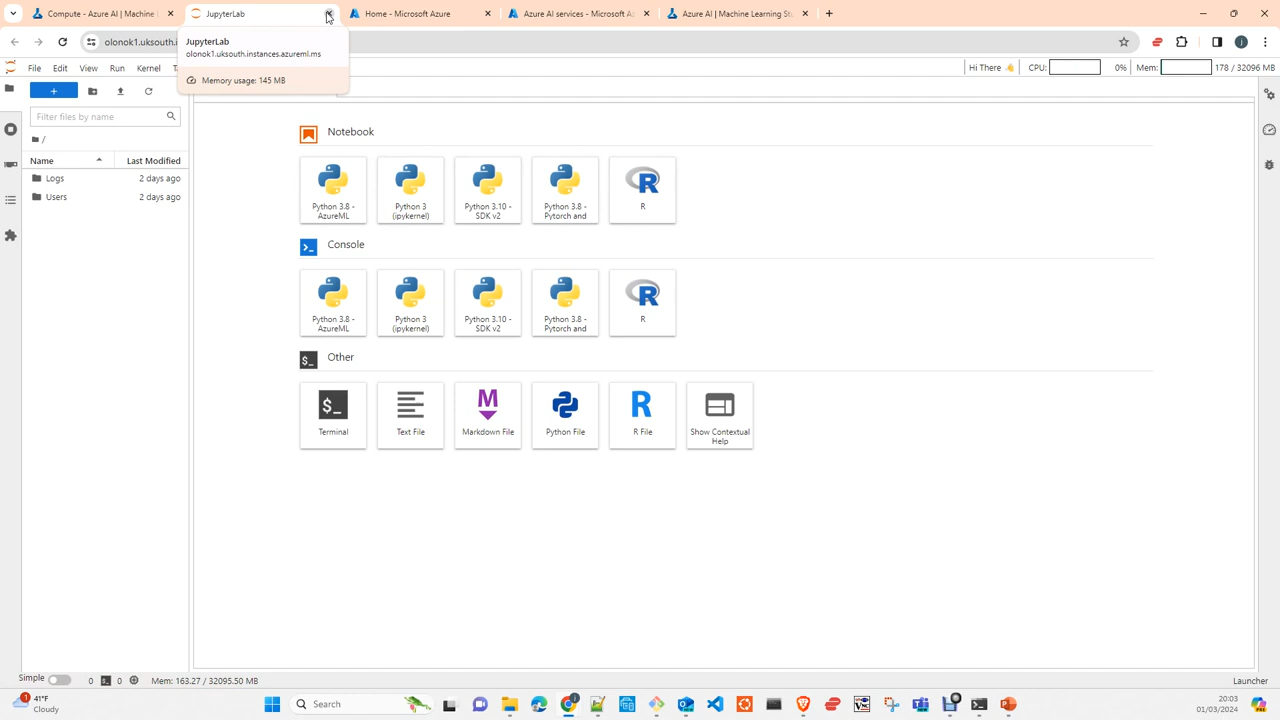 Compute - Azure AI | Machine L
JupyterLab
Home - Microsoft Azure
Azure AI services - Microsoft Az
Azure AI | Machine Learning Stu
olonok1.uksouth.in
JupyterLab
olonok1.uksouth.instances.azureml.ms
Memory usage: 145 MB
File Edit View Run Kernel T
Hi There 👋 CPU: 0% Mem: 178 / 32096 MB
+
Filter files by name
/
Name Last Modified
Logs 2 days ago
Users 2 days ago
Notebook
Python 3.8 - AzureML
Python 3 (ipykernel)
Python 3.10 - SDK v2
Python 3.8 - Pytorch and
R
Console
Python 3.8 - AzureML
Python 3 (ipykernel)
Python 3.10 - SDK v2
Python 3.8 - Pytorch and
R
Other
$_ Terminal
Text File
M Markdown File
Python File
R R File
Show Contextual Help
Simple 0 0 Mem: 163.27 / 32095.50 MB
Launcher
41°F
Cloudy
Search
20:03
01/03/2024